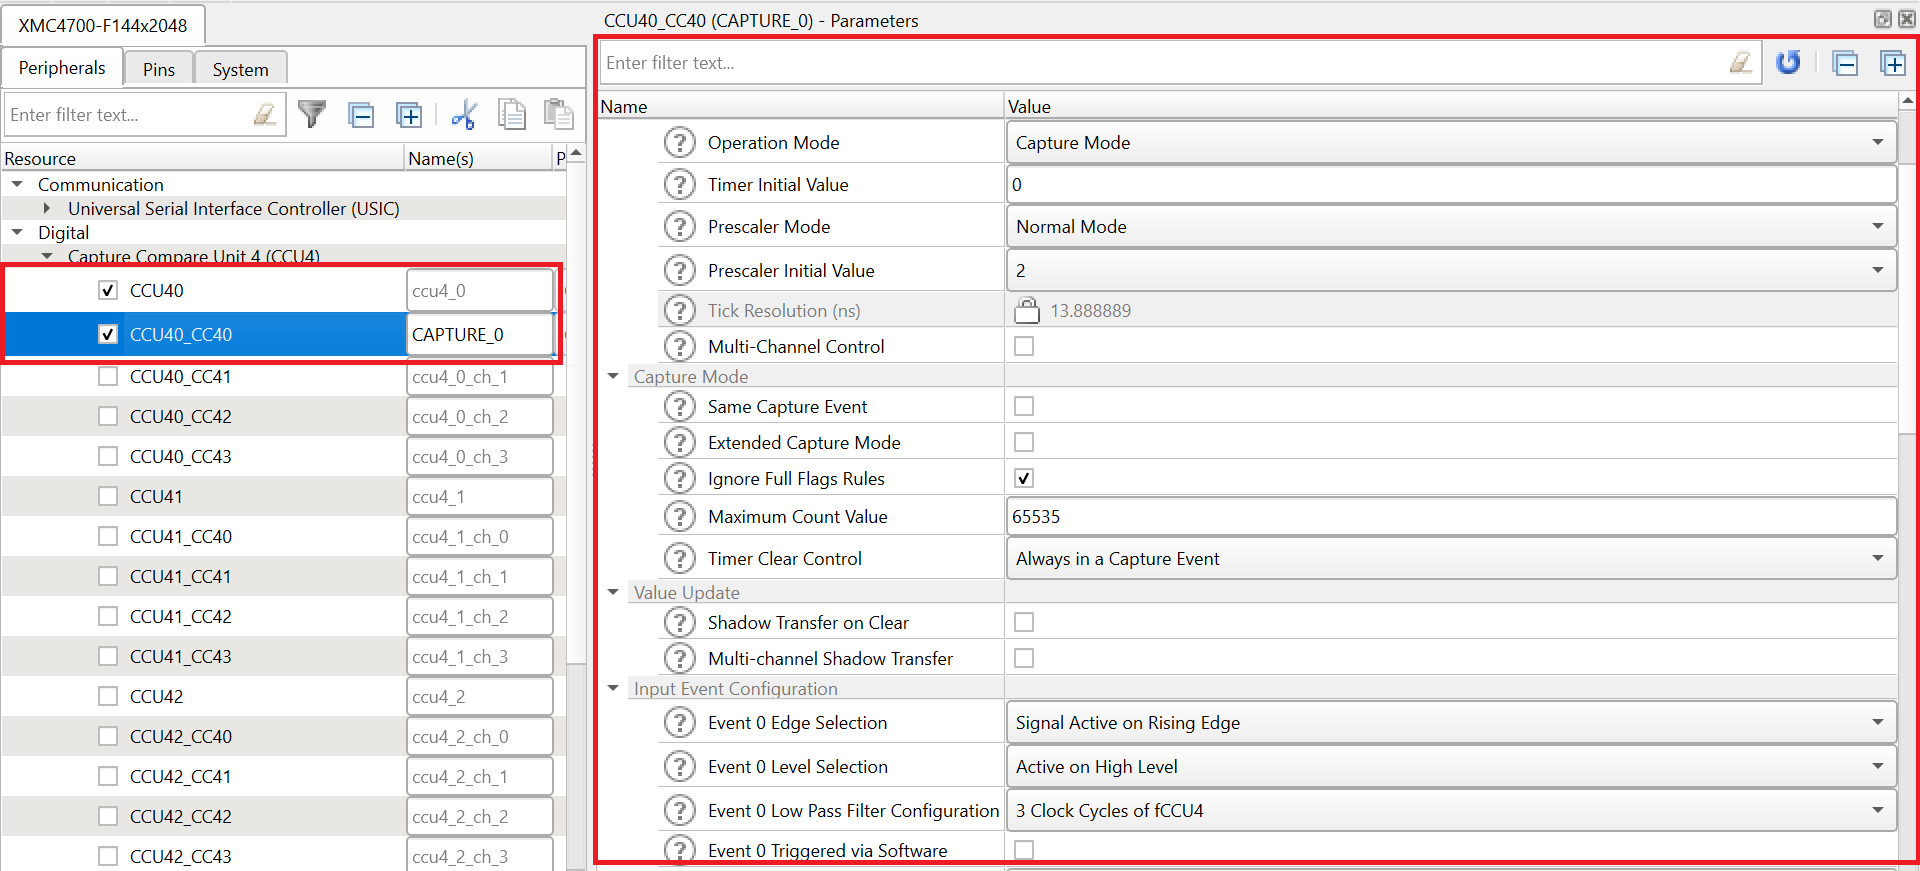 XMC4700-F144x2048
Peripherals
Pins
System
Enter filter text...
Resource
Name(s)
P
Communication
Universal Serial Interface Controller (USIC)
Digital
Capture Compare Unit 4 (CCU4)
CCU40
ccu4_0
CCU40_CC40
CAPTURE_0
CCU40_CC41
ccu4_0_ch_1
CCU40_CC42
ccu4_0_ch_2
CCU40_CC43
ccu4_0_ch_3
CCU41
ccu4_1
CCU41_CC40
ccu4_1_ch_0
CCU41_CC41
ccu4_1_ch_1
CCU41_CC42
ccu4_1_ch_2
CCU41_CC43
ccu4_1_ch_3
CCU42
ccu4_2
CCU42_CC40
ccu4_2_ch_0
CCU42_CC41
ccu4_2_ch_1
CCU42_CC42
ccu4_2_ch_2
CCU42_CC43
ccu4_2_ch_3
CCU40_CC40 (CAPTURE_0) - Parameters
Enter filter text...
Name
Value
? Operation Mode
Capture Mode
? Timer Initial Value
0
? Prescaler Mode
Normal Mode
? Prescaler Initial Value
2
? Tick Resolution (ns)
13.888889
? Multi-Channel Control
Capture Mode
? Same Capture Event
? Extended Capture Mode
? Ignore Full Flags Rules
? Maximum Count Value
65535
? Timer Clear Control
Always in a Capture Event
Value Update
? Shadow Transfer on Clear
? Multi-channel Shadow Transfer
Input Event Configuration
? Event 0 Edge Selection
Signal Active on Rising Edge
? Event 0 Level Selection
Active on High Level
? Event 0 Low Pass Filter Configuration
3 Clock Cycles of fCCU4
? Event 0 Triggered via Software